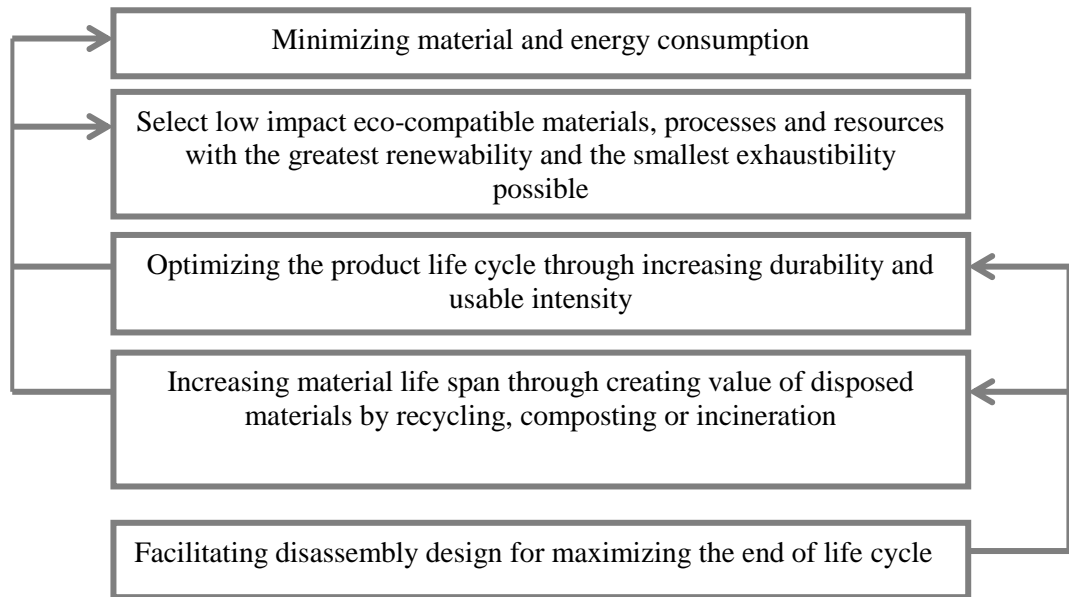 Minimizing material and energy consumption
Select low impact eco-compatible materials, processes and resources
with the greatest renewability and the smallest exhaustibility
possible
Optimizing the product life cycle through increasing durability and
usable intensity
Increasing material life span through creating value of disposed
materials by recycling, composting or incineration
Facilitating disassembly design for maximizing the end of life cycle